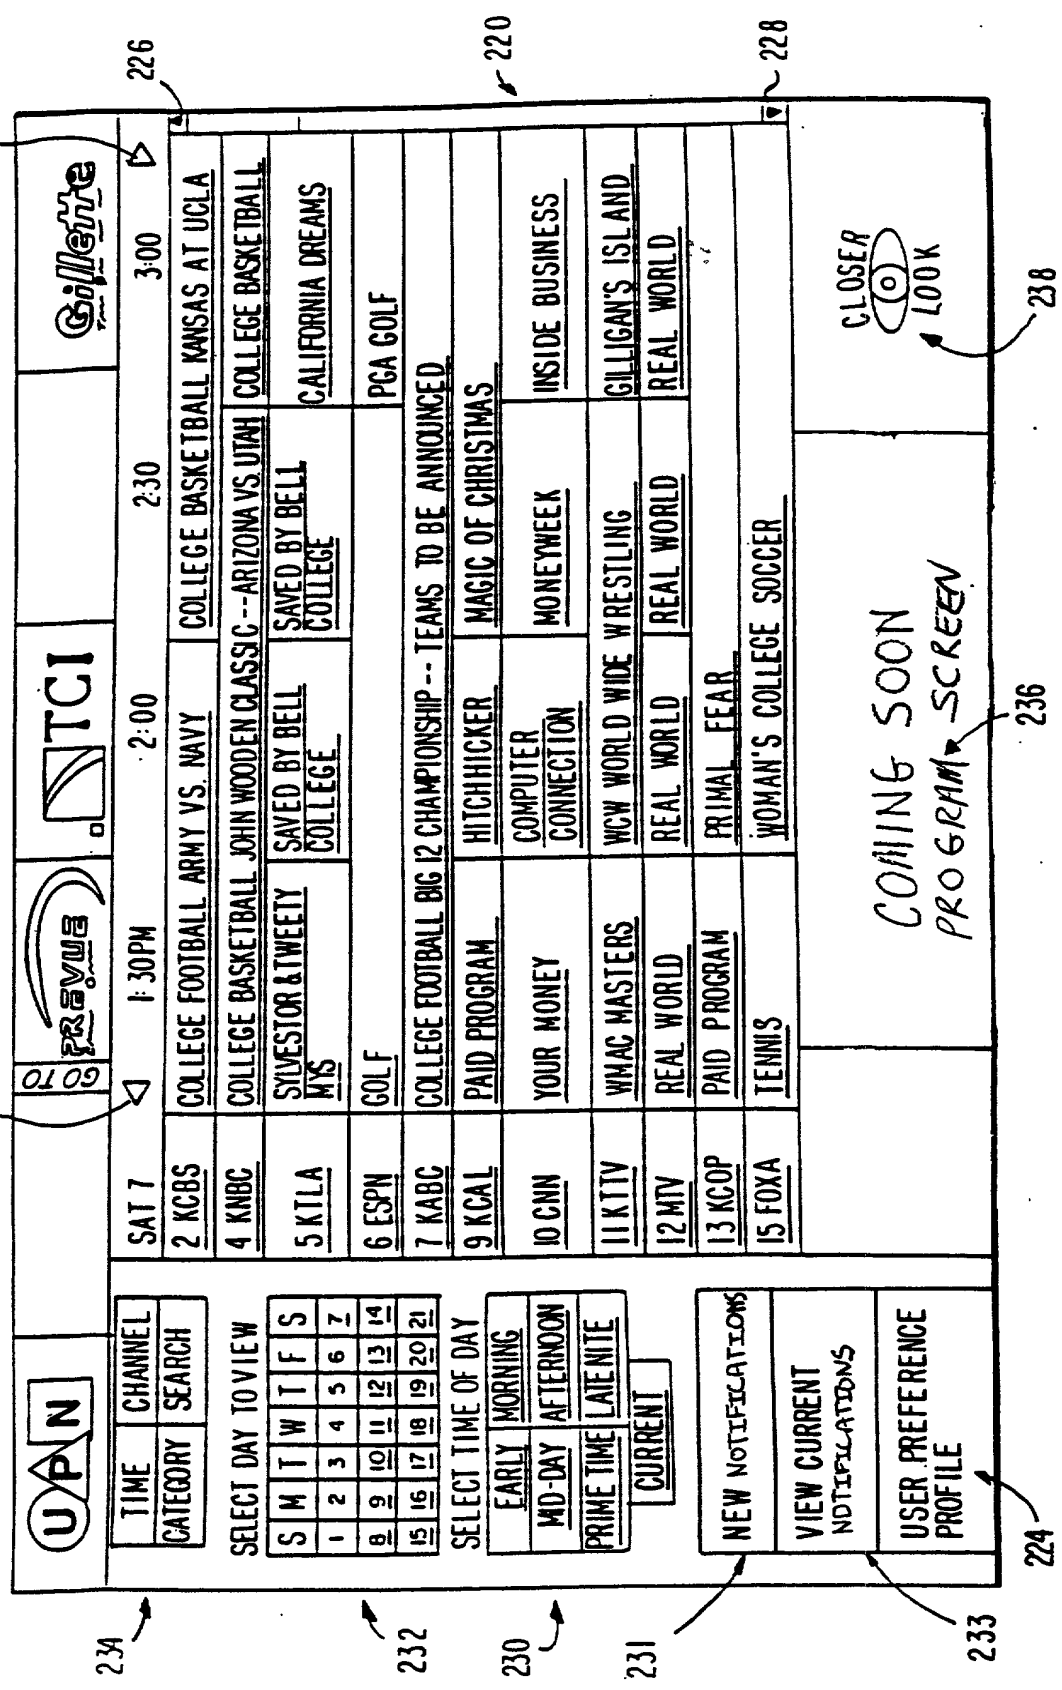 UPN
GO TO
PREVUE
TCI
Gillette
TIME
CHANNEL
CATEGORY
SEARCH
SELECT DAY TO VIEW
S M T W T F S
1 2 3 4 5 6 7
8 9 10 11 12 13 14
15 16 17 18 19 20 21
SELECT TIME OF DAY
EARLY
MORNING
MID-DAY
AFTERNOON
PRIME TIME
LATE NITE
CURRENT
NEW NOTIFICATIONS
VIEW CURRENT
NOTIFICATIONS
USER PREFERENCE
PROFILE
SAT 7
1:30PM
2:00
2:30
3:00
2 KCBS
COLLEGE FOOTBALL ARMY VS. NAVY
COLLEGE BASKETBALL KANSAS AT UCLA
4 KNBC
COLLEGE BASKETBALL JOHN WOODEN CLASSIC--ARIZONA VS. UTAH
COLLEGE BASKETBALL
5 KTLA
SYLVESTOR & TWEETY
MYS
SAVED BY BELL
COLLEGE
SAVED BY BELL
COLLEGE
CALIFORNIA DREAMS
6 ESPN
GOLF
PGA GOLF
7 KABC
COLLEGE FOOTBALL BIG 12 CHAMPIONSHIP--TEAMS TO BE ANNOUNCED
9 KCAL
PAID PROGRAM
HITCHHICKER
MAGIC OF CHRISTMAS
10 CNN
YOUR MONEY
COMPUTER
CONNECTION
MONEYWEEK
INSIDE BUSINESS
11 KTTV
WMAC MASTERS
WCW WORLD WIDE WRESTLING
GILLIGAN'S ISLAND
12 MTV
REAL WORLD
REAL WORLD
REAL WORLD
REAL WORLD
13 KCOP
PAID PROGRAM
PRIMAL FEAR
15 FOXA
TENNIS
WOMAN'S COLLEGE SOCCER
COMING SOON
PROGRAM SCREEN
CLOSER
LOOK
234
232
230
231
233
224
236
238
226
220
228